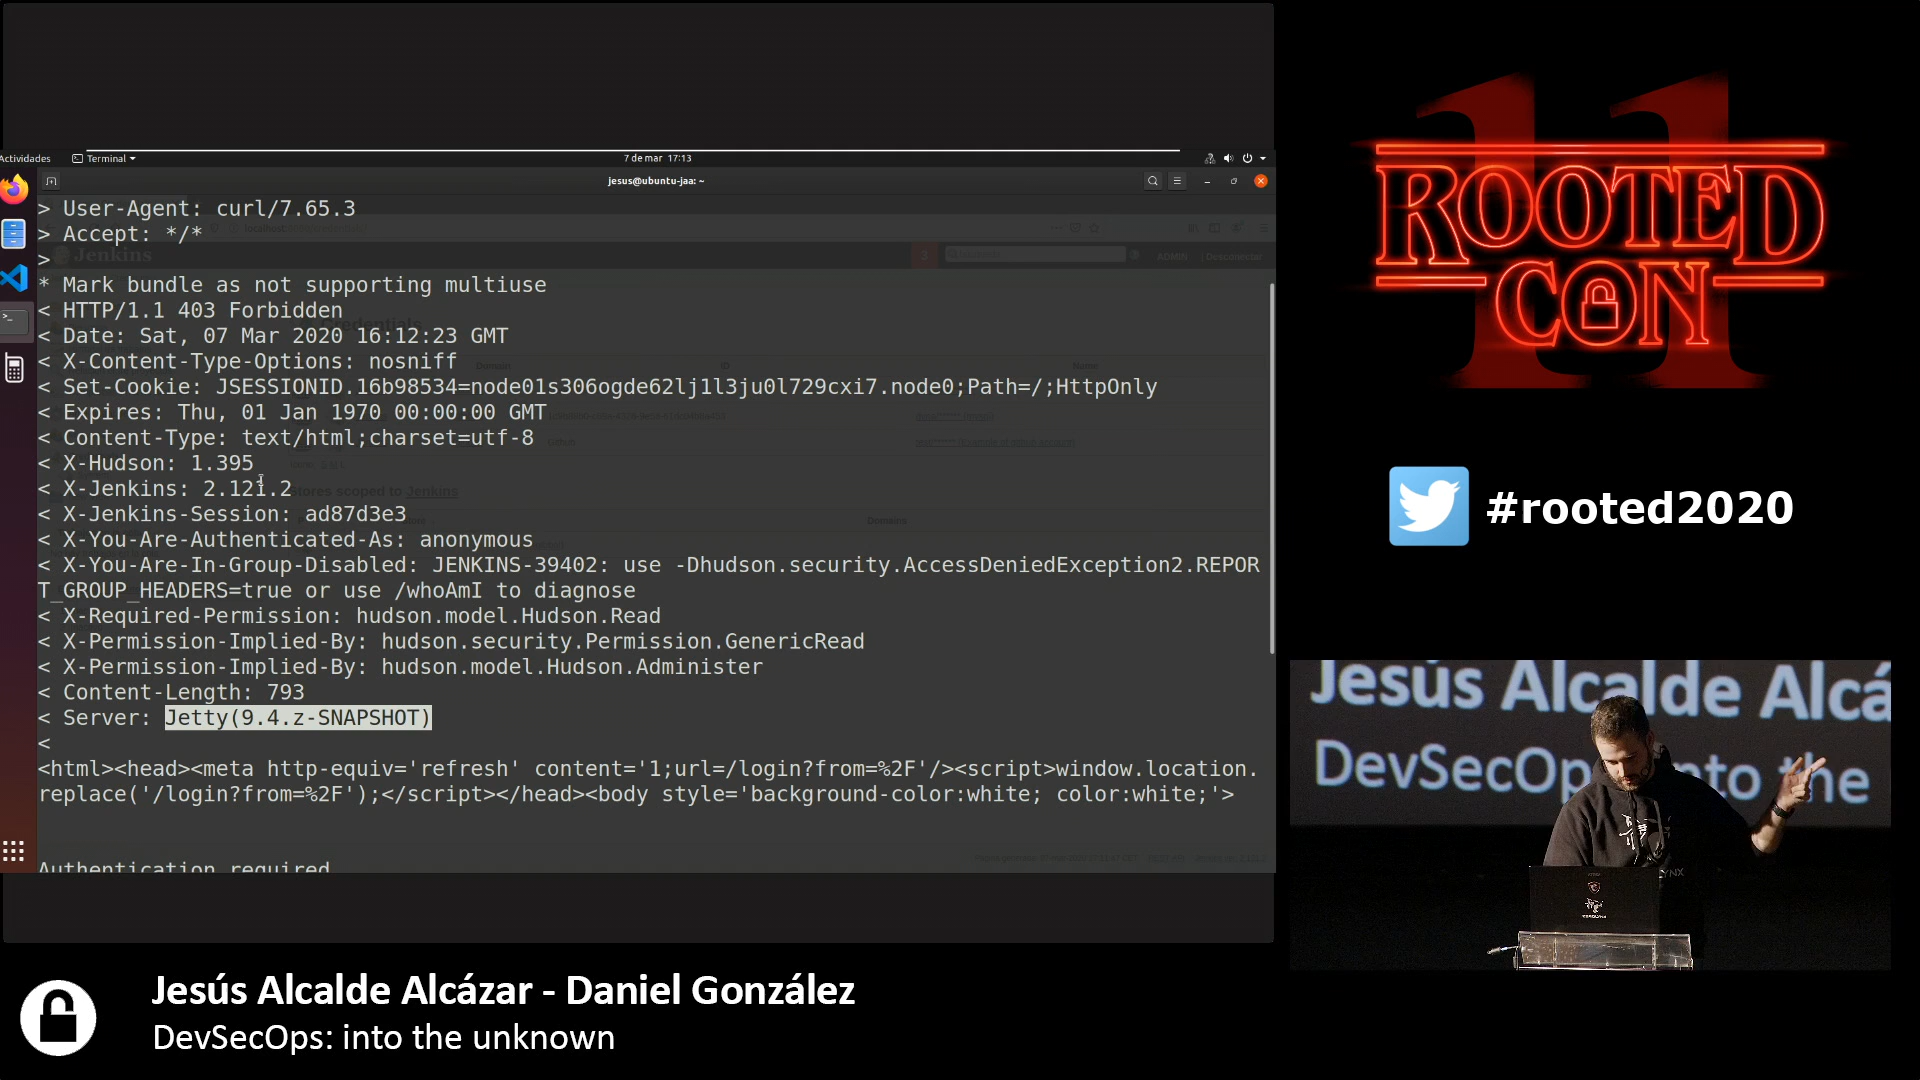 Actividades
Terminal
7 de mar 17:13
jesus@ubuntu-jaa: ~
> User-Agent: curl/7.65.3
> Accept: */*
>
* Mark bundle as not supporting multiuse
< HTTP/1.1 403 Forbidden
< Date: Sat, 07 Mar 2020 16:12:23 GMT
< X-Content-Type-Options: nosniff
< Set-Cookie: JSESSIONID.16b98534=node01s306ogde62lj1l3ju0l729cxi7.node0;Path=/;HttpOnly
< Expires: Thu, 01 Jan 1970 00:00:00 GMT
< Content-Type: text/html;charset=utf-8
< X-Hudson: 1.395
< X-Jenkins: 2.121.2
< X-Jenkins-Session: ad87d3e3
< X-You-Are-Authenticated-As: anonymous
< X-You-Are-In-Group-Disabled: JENKINS-39402: use -Dhudson.security.AccessDeniedException2.REPOR
T_GROUP_HEADERS=true or use /whoAmI to diagnose
< X-Required-Permission: hudson.model.Hudson.Read
< X-Permission-Implied-By: hudson.security.Permission.GenericRead
< X-Permission-Implied-By: hudson.model.Hudson.Administer
< Content-Length: 793
< Server: Jetty(9.4.z-SNAPSHOT)
<
<html><head><meta http-equiv='refresh' content='1;url=/login?from=%2F'/><script>window.location.
replace('/login?from=%2F');</script></head><body style='background-color:white; color:white;'>
Authentication required
Jenkins
ADMIN
Desconectar
Stores scoped to Jenkins
Domains
11
ROOTED
CON
#rooted2020
Jesús Alcalde Alcá
DevSecOp nto the
Jesús Alcalde Alcázar - Daniel González
DevSecOps: into the unknown